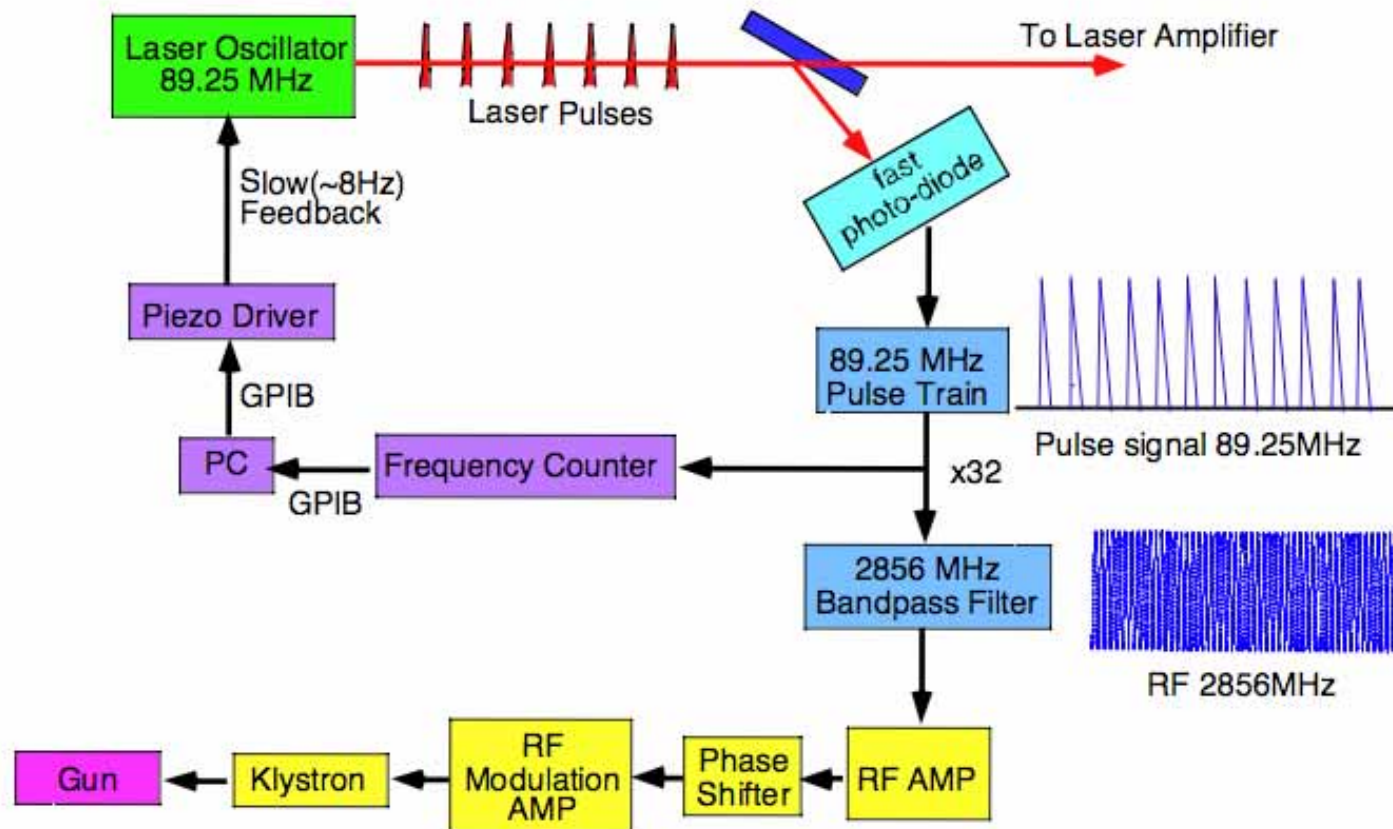 Laser Oscillator
89.25 MHz
To Laser Amplifier
Laser Pulses
fast
photo-diode
Slow(~8Hz)
Feedback
Piezo Driver
89.25 MHz
Pulse Train
GPIB
Pulse signal 89.25MHz
PC
Frequency Counter
x32
GPIB
2856 MHz
Bandpass Filter
RF 2856MHz
Gun
Klystron
RF
Modulation
AMP
Phase
Shifter
RF AMP